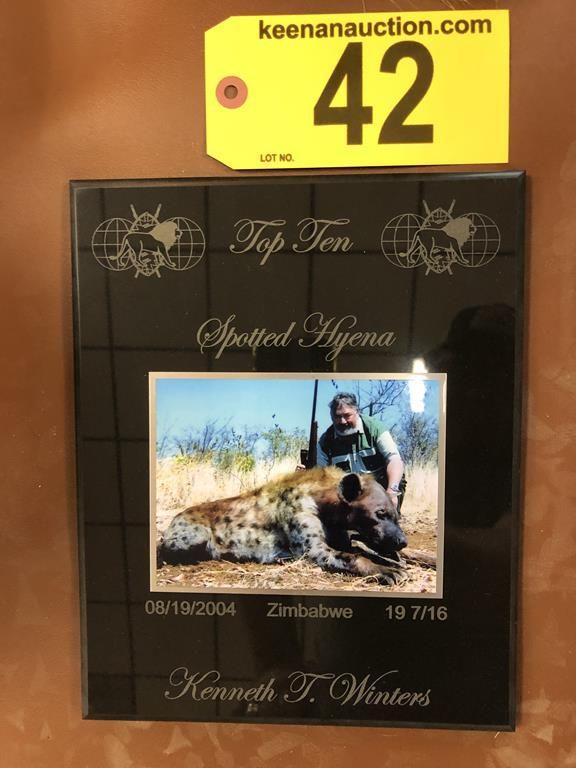 keenanauction.com
42
LOT NO.
Top Ten
Spotted Hyena
08/19/2004 Zimbabwe 19 7/16
Kenneth T. Winters